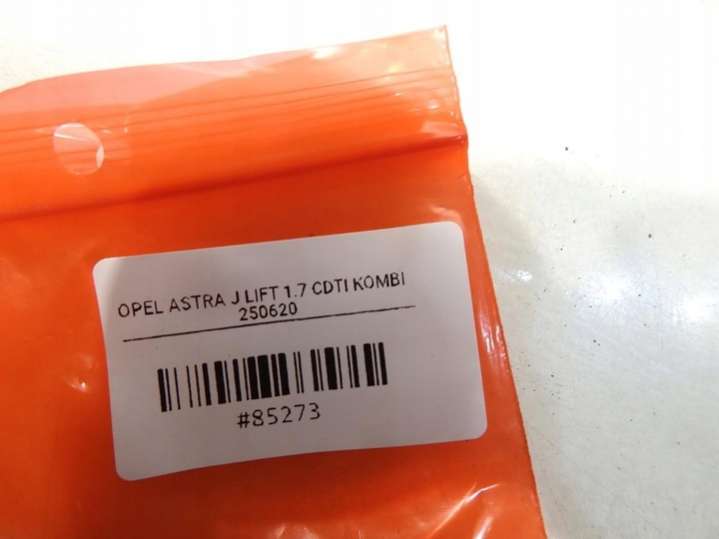 OPEL ASTRA J LIFT 1.7 CDTI KOMBI
250620
#85273